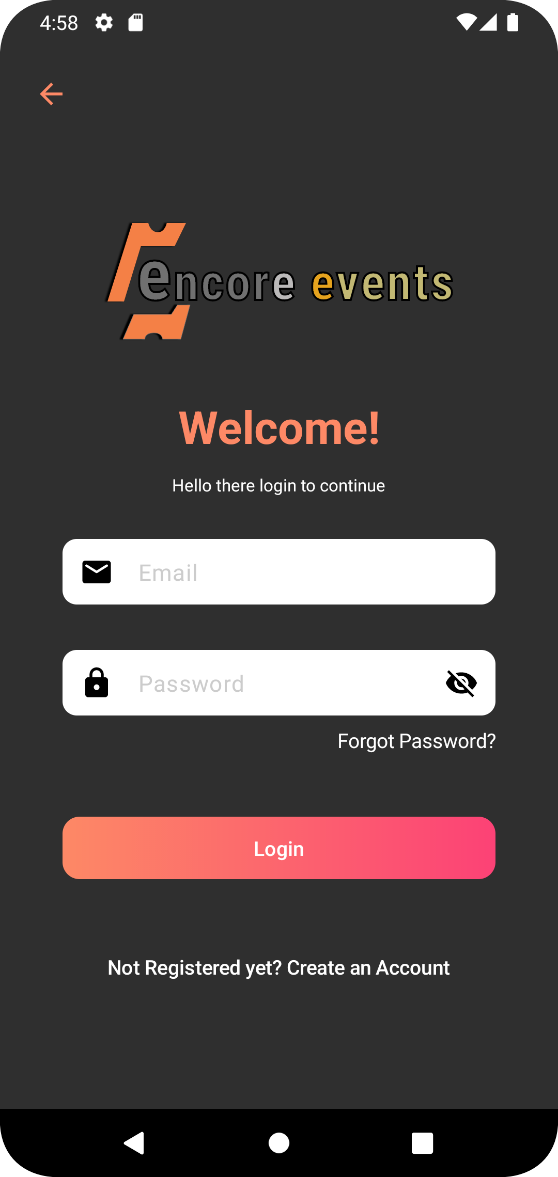 4:58
encore events
Welcome!
Hello there login to continue
Email
Password
Forgot Password?
Login
Not Registered yet? Create an Account